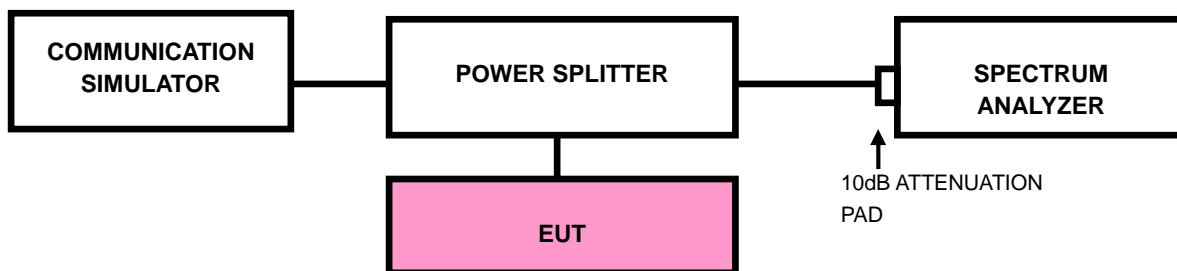 COMMUNICATION
SIMULATOR
POWER SPLITTER
SPECTRUM
ANALYZER
10dB ATTENUATION
PAD
EUT